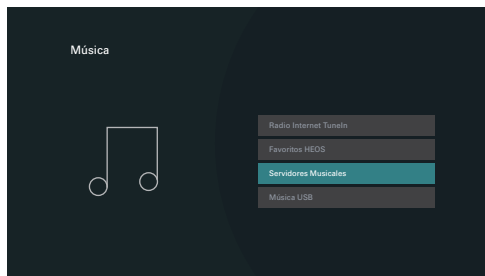 Música
Radio Internet TuneIn
Favoritos HEOS
Servidores Musicales
Música USB